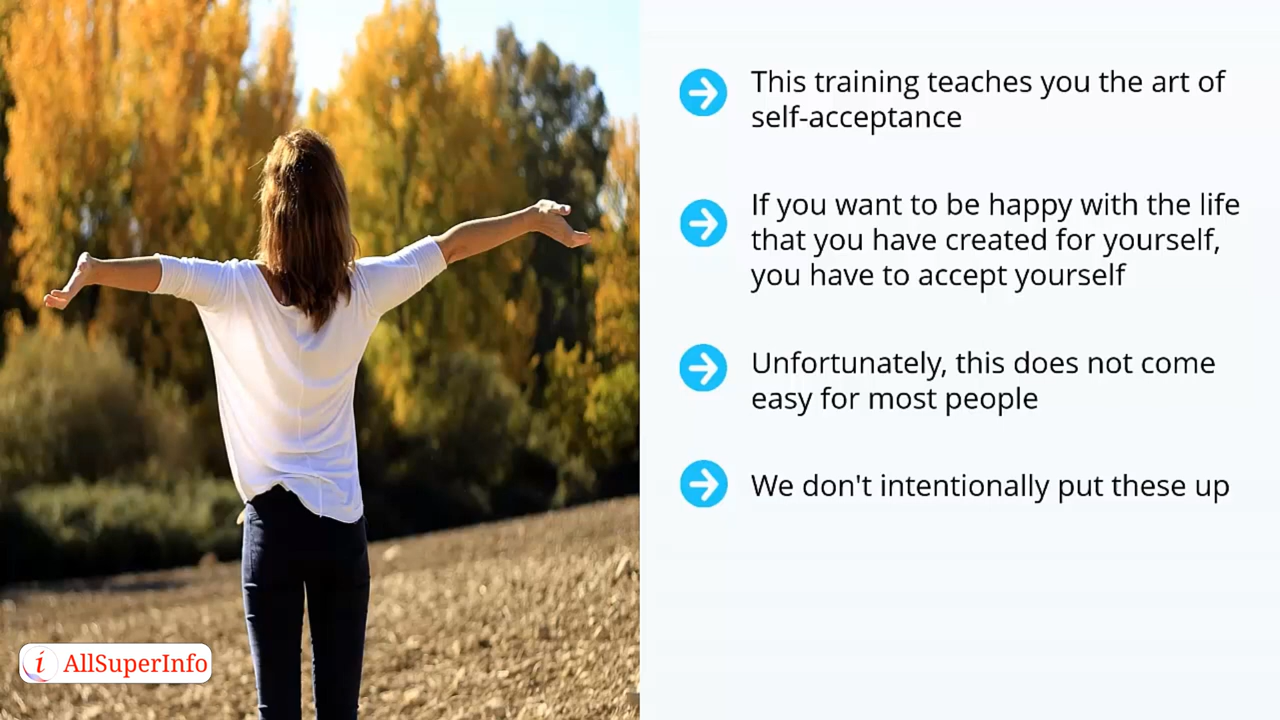 This training teaches you the art of
self-acceptance
If you want to be happy with the life
that you have created for yourself,
you have to accept yourself
Unfortunately, this does not come
easy for most people
We don't intentionally put these up
i AllSuperInfo